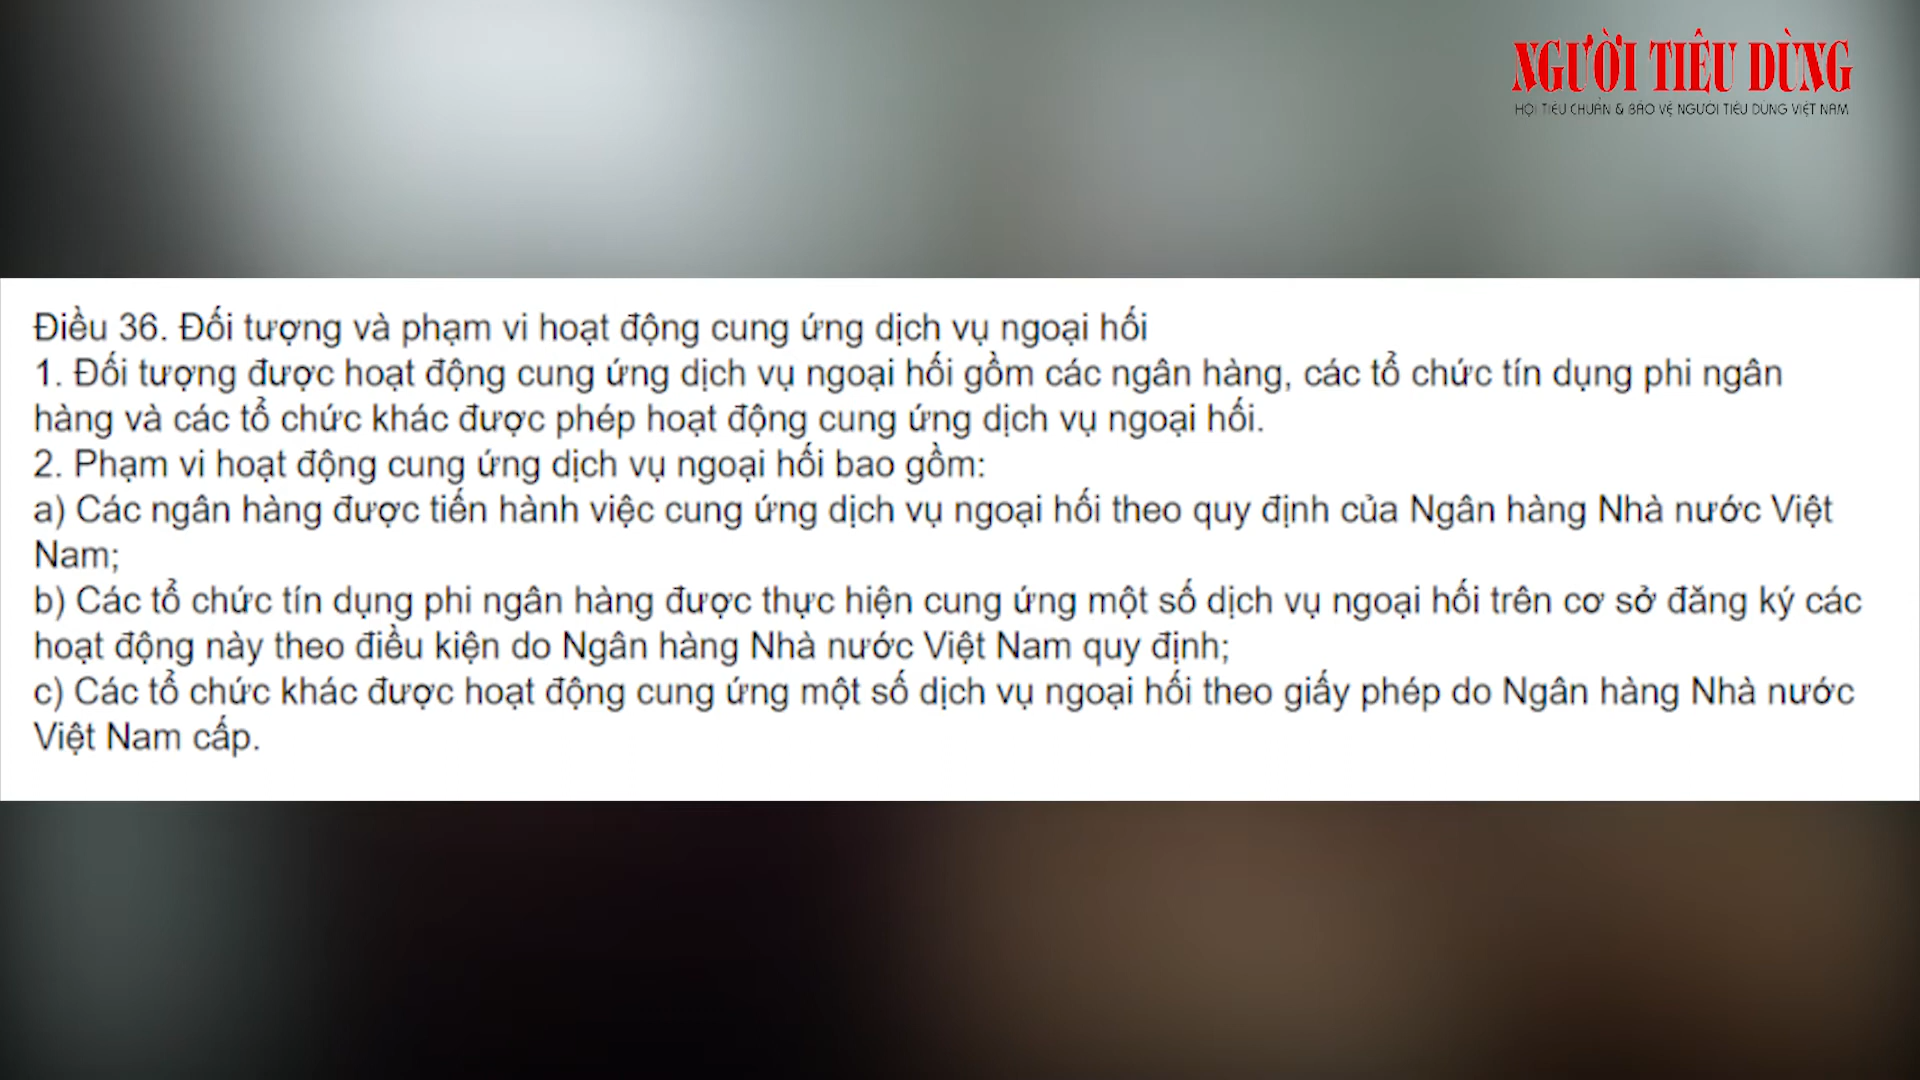 NGƯỜI TIÊU DÙNG
HỘI TIÊU CHUẨN & BẢO VỆ NGƯỜI TIÊU DÙNG VIỆT NAM
Điều 36. Đối tượng và phạm vi hoạt động cung ứng dịch vụ ngoại hối
1. Đối tượng được hoạt động cung ứng dịch vụ ngoại hối gồm các ngân hàng, các tổ chức tín dụng phi ngân
hàng và các tổ chức khác được phép hoạt động cung ứng dịch vụ ngoại hối.
2. Phạm vi hoạt động cung ứng dịch vụ ngoại hối bao gồm:
a) Các ngân hàng được tiến hành việc cung ứng dịch vụ ngoại hối theo quy định của Ngân hàng Nhà nước Việt
Nam;
b) Các tổ chức tín dụng phi ngân hàng được thực hiện cung ứng một số dịch vụ ngoại hối trên cơ sở đăng ký các
hoạt động này theo điều kiện do Ngân hàng Nhà nước Việt Nam quy định;
c) Các tổ chức khác được hoạt động cung ứng một số dịch vụ ngoại hối theo giấy phép do Ngân hàng Nhà nước
Việt Nam cấp.